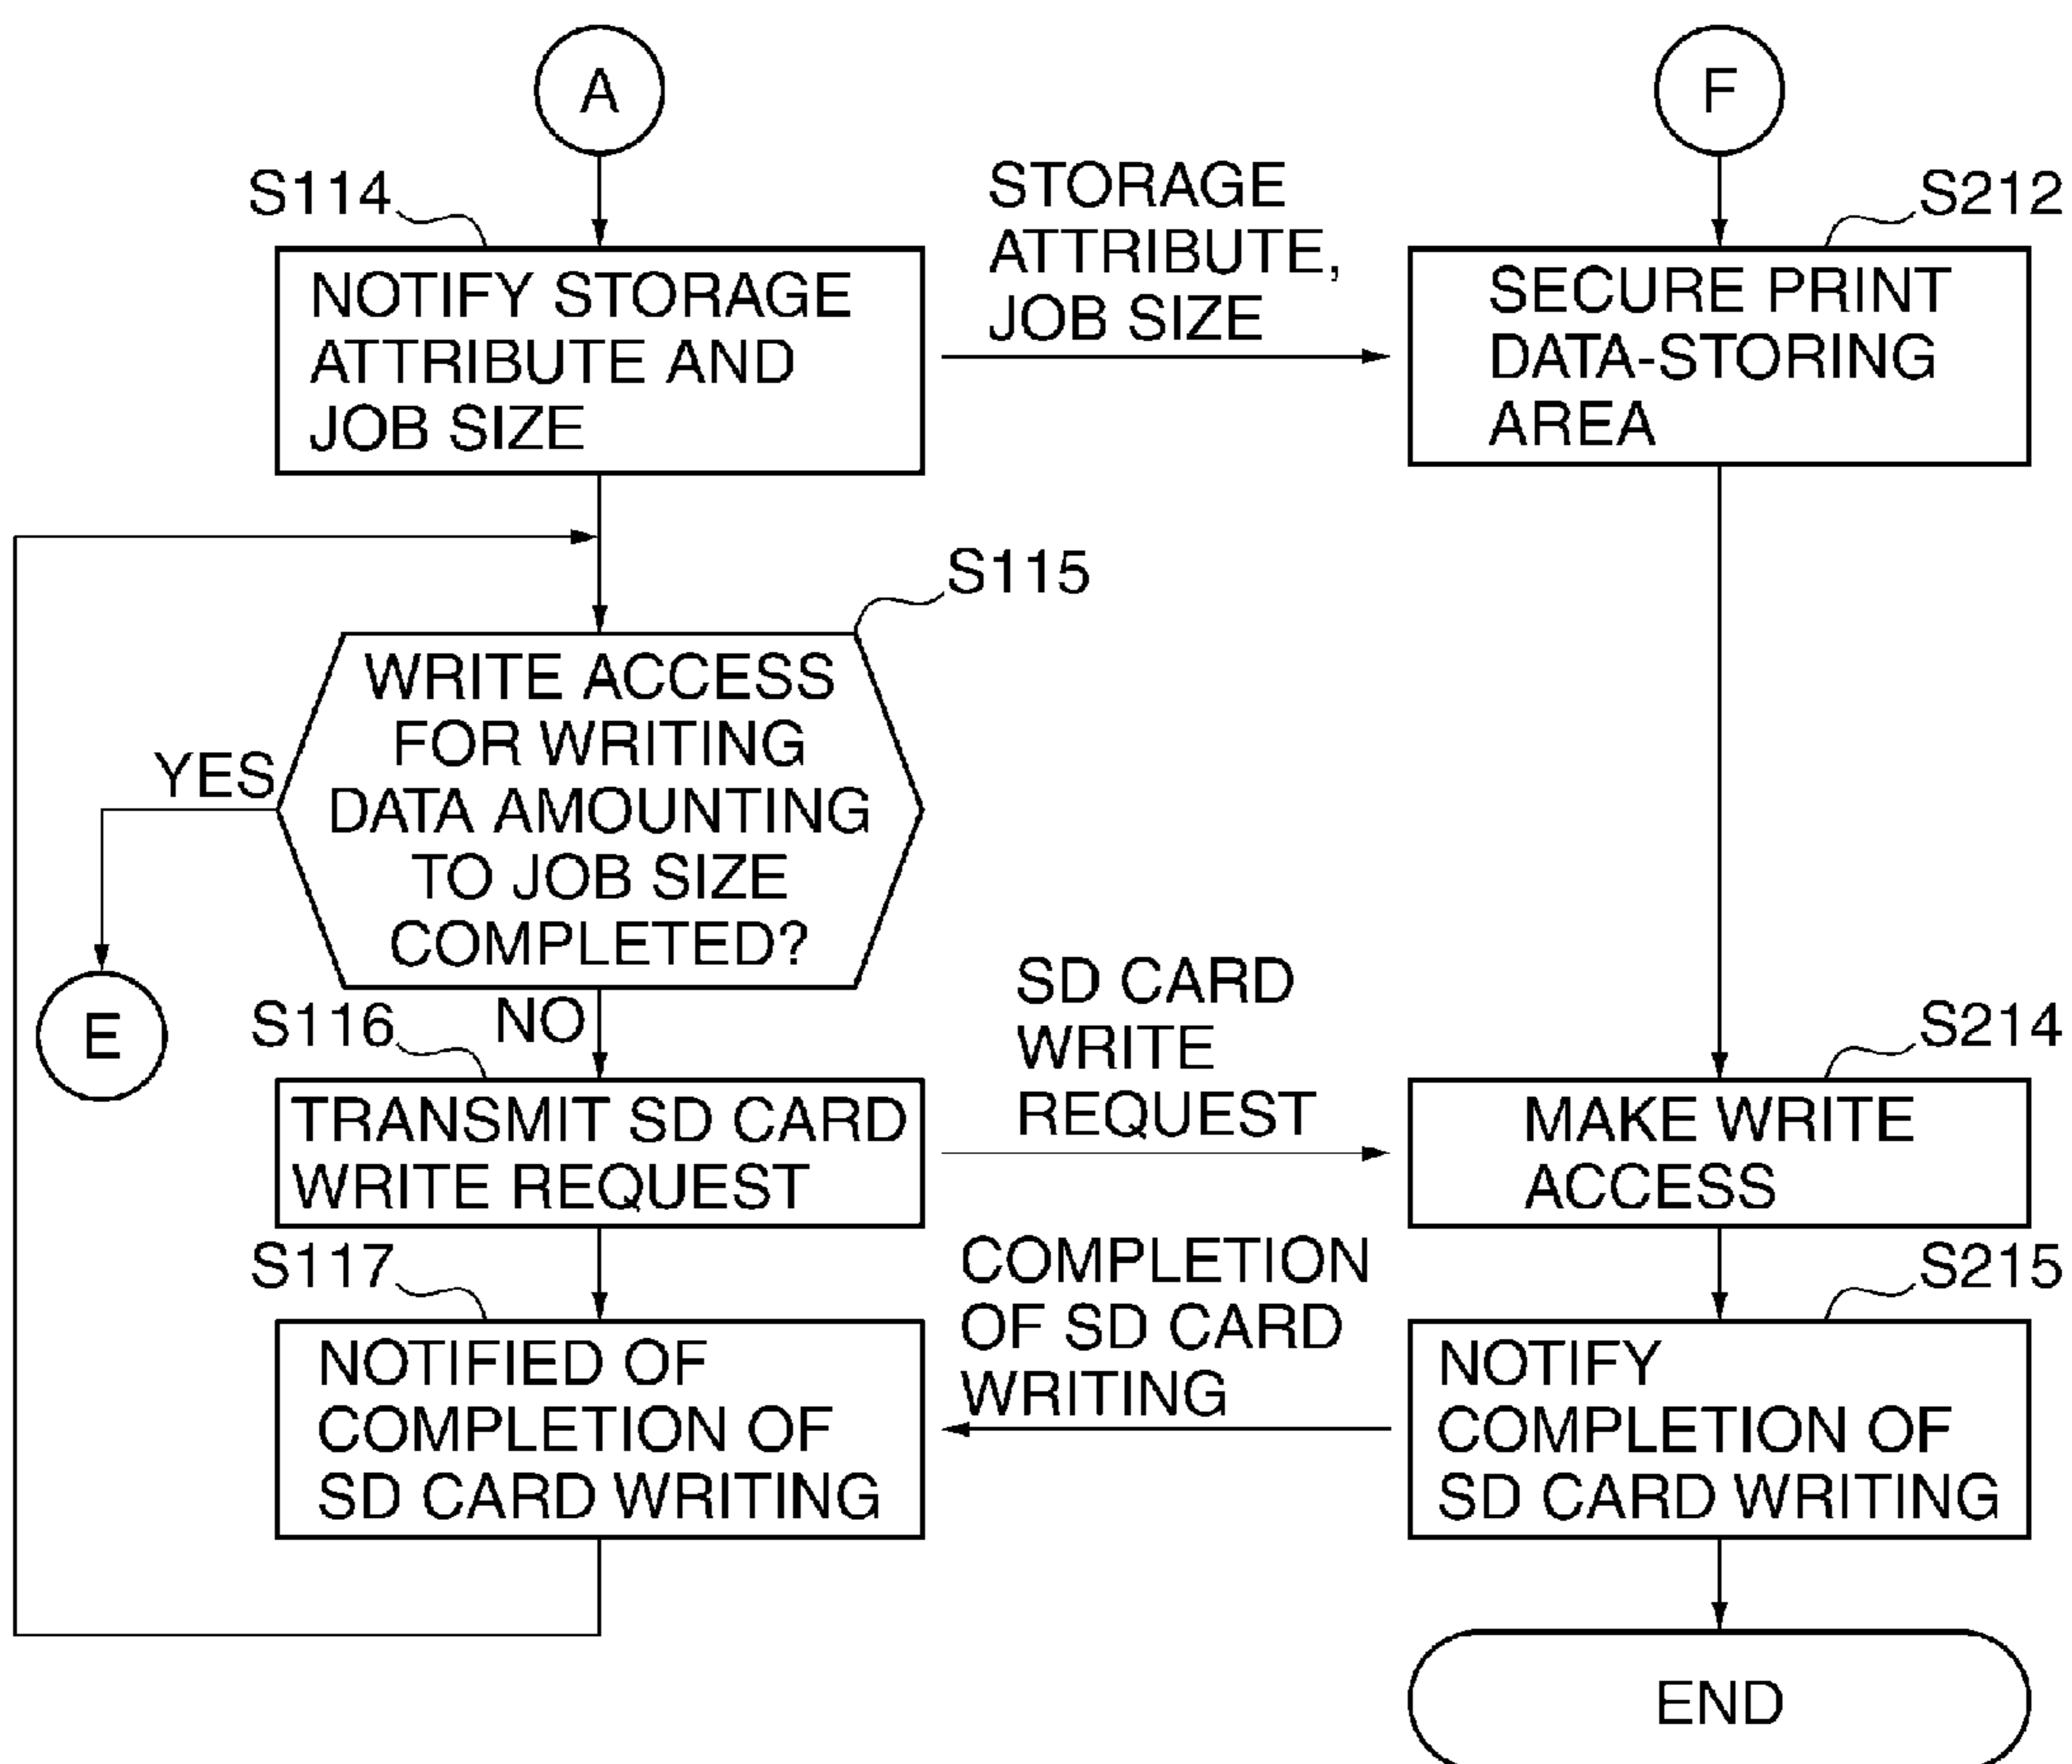 A
F
S114
STORAGE
ATTRIBUTE,
JOB SIZE
S212
NOTIFY STORAGE
ATTRIBUTE AND
JOB SIZE
SECURE PRINT
DATA-STORING
AREA
S115
WRITE ACCESS
FOR WRITING
DATA AMOUNTING
TO JOB SIZE
COMPLETED?
YES
E
NO
S116
SD CARD
WRITE
REQUEST
S214
TRANSMIT SD CARD
WRITE REQUEST
MAKE WRITE
ACCESS
S117
COMPLETION
OF SD CARD
WRITING
S215
NOTIFIED OF
COMPLETION OF
SD CARD WRITING
NOTIFY
COMPLETION OF
SD CARD WRITING
END